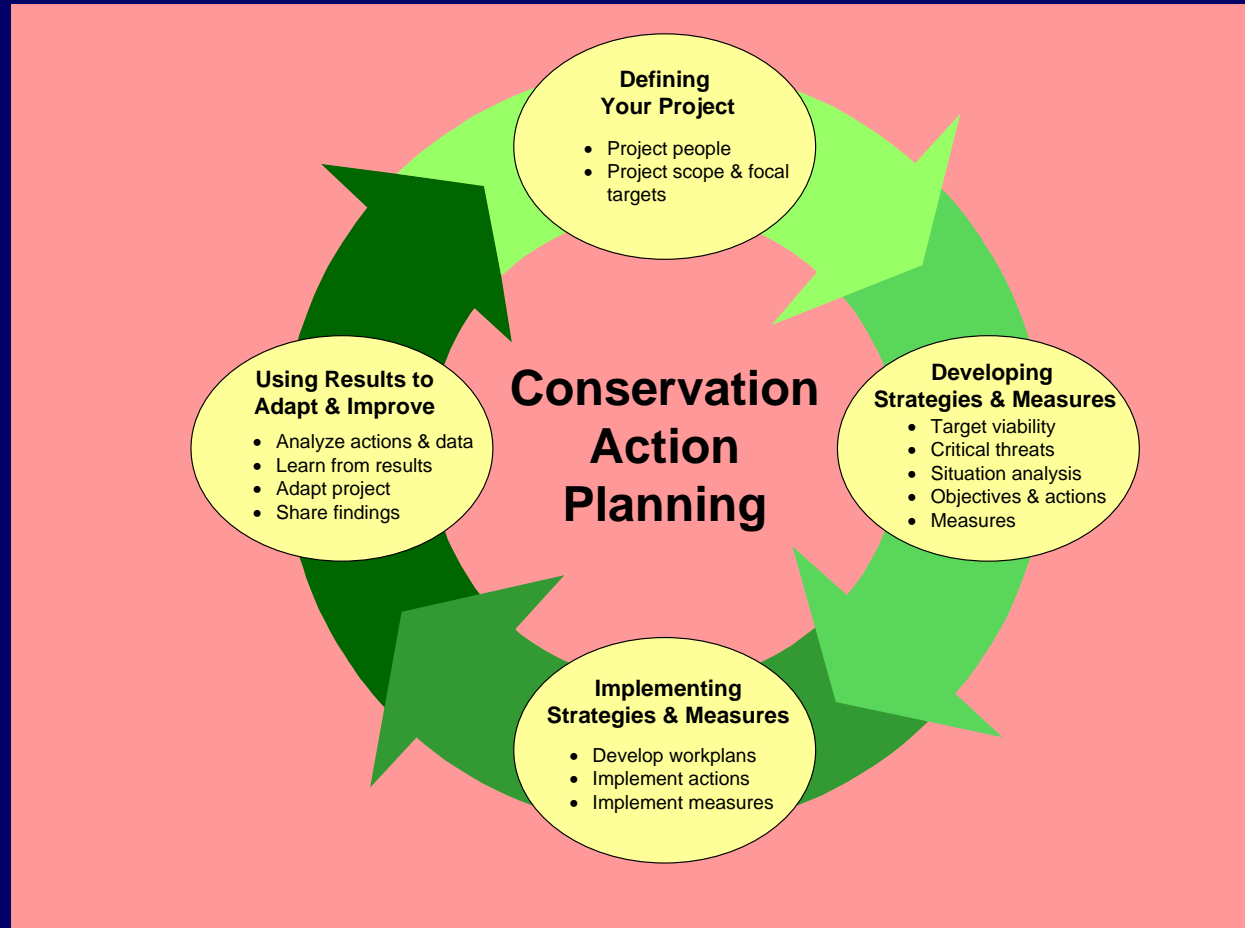 Defining
Your Project
• Project people
• Project scope & focal
targets
Developing
Strategies & Measures
• Target viability
• Critical threats
• Situation analysis
• Objectives & actions
• Measures
Implementing
Strategies & Measures
• Develop workplans
• Implement actions
• Implement measures
Using Results to
Adapt & Improve
• Analyze actions & data
• Learn from results
• Adapt project
• Share findings
Conservation
Action
Planning